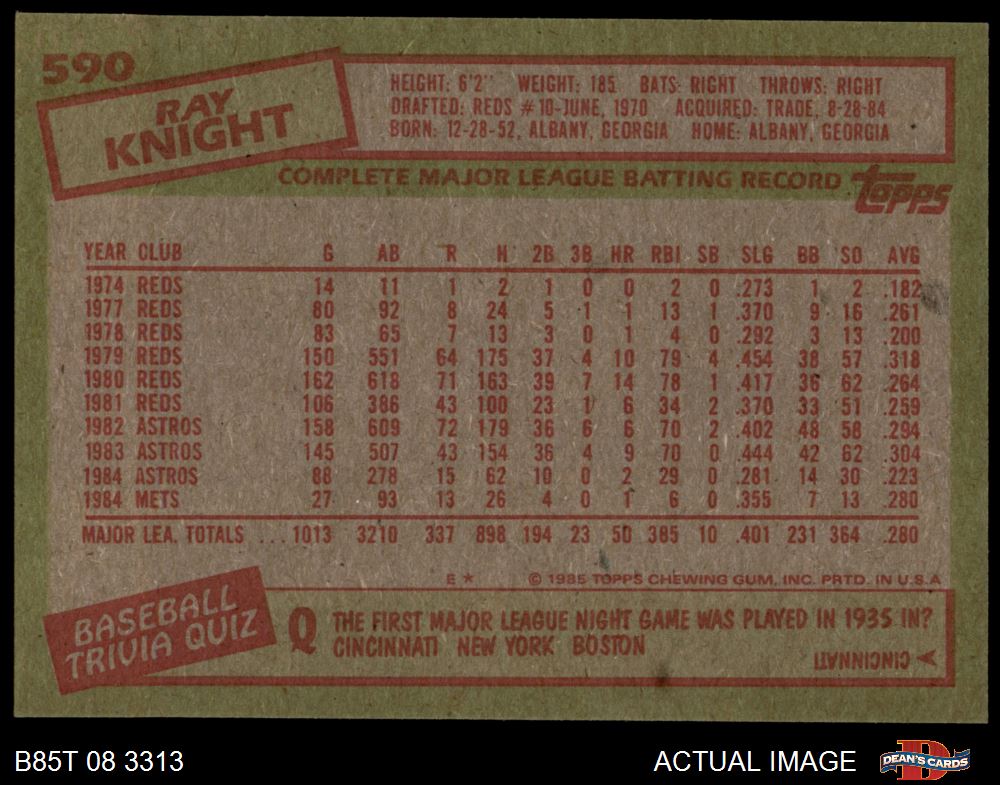 590
RAY
KNIGHT
HEIGHT: 6'2" WEIGHT: 185 BATS: RIGHT THROWS: RIGHT
DRAFTED: REDS #10-JUNE, 1970 ACQUIRED: TRADE, 8-28-84
BORN: 12-28-52, ALBANY, GEORGIA HOME: ALBANY, GEORGIA
COMPLETE MAJOR LEAGUE BATTING RECORD
topps
YEAR CLUB G AB R H 2B 3B HR RBI SB SLG BB SO AVG
1974 REDS 14 11 1 2 1 0 0 2 0 .273 1 2 .182
1977 REDS 80 92 8 24 5 1 1 13 1 .370 9 16 .261
1978 REDS 83 65 7 13 3 0 1 4 0 .292 3 13 .200
1979 REDS 150 551 64 175 37 4 10 79 4 .454 38 57 .318
1980 REDS 162 618 71 163 39 7 14 78 1 .417 36 62 .264
1981 REDS 106 386 43 100 23 1 6 34 2 .370 33 51 .259
1982 ASTROS 158 609 72 179 36 6 6 70 2 .402 48 58 .294
1983 ASTROS 145 507 43 154 36 4 9 70 0 .444 42 62 .304
1984 ASTROS 88 278 15 62 10 0 2 29 0 .281 14 30 .223
1984 METS 27 93 13 26 4 0 1 6 0 .355 7 13 .280
MAJOR LEA. TOTALS ...1013 3210 337 898 194 23 50 385 10 .401 231 364 .280
E* © 1985 TOPPS CHEWING GUM, INC. PRTD. IN U.S.A
BASEBALL
TRIVIA QUIZ
Q THE FIRST MAJOR LEAGUE NIGHT GAME WAS PLAYED IN 1935 IN?
CINCINNATI NEW YORK BOSTON
A CINCINNATI
B85T 08 3313
ACTUAL IMAGE
D
DEAN'S CARDS